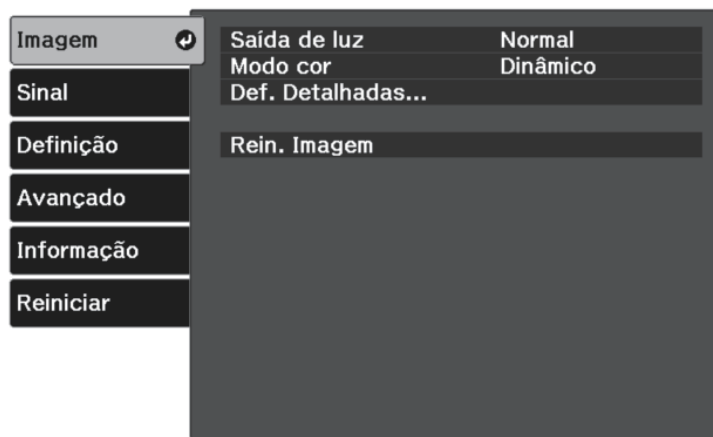 Imagem
Sinal
Definição
Avançado
Informação
Reiniciar
Saída de luz Normal
Modo cor Dinâmico
Def. Detalhadas...
Rein. Imagem